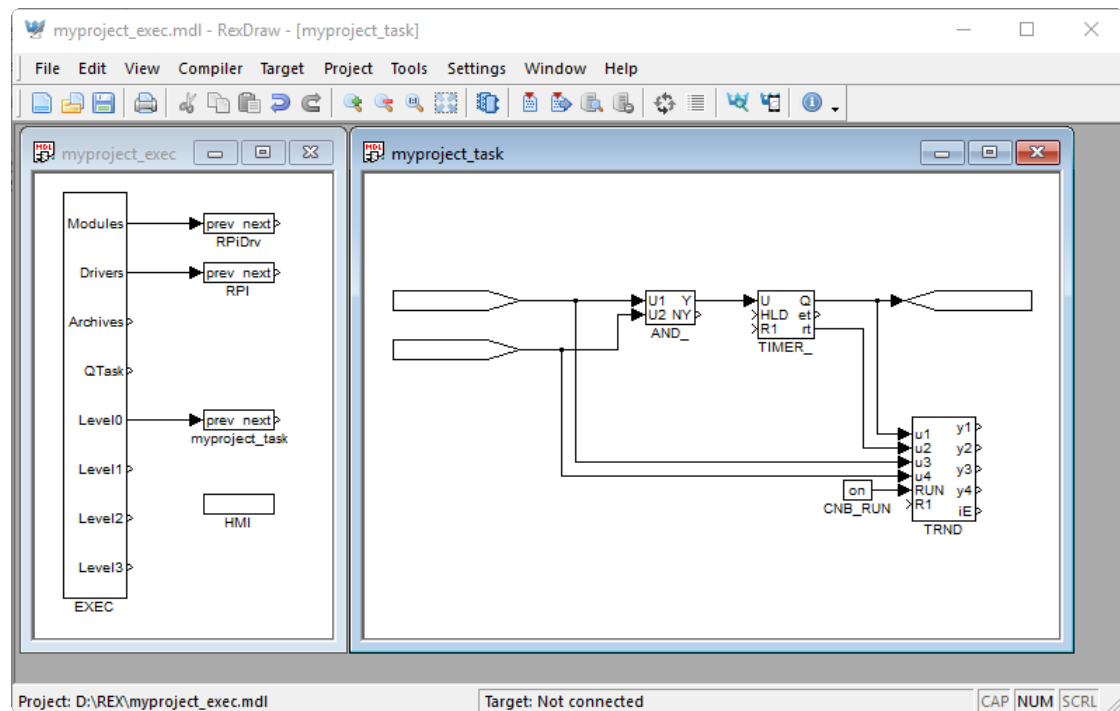 myproject_exec.mdl - RexDraw - [myproject_task]
File Edit View Compiler Target Project Tools Settings Window Help
MDL myproject_exec
Modules
prev next
RPiDrv
Drivers
prev next
RPI
Archives
QTask
Level0
prev next
myproject_task
Level1
Level2
HMI
Level3
EXEC
MDL myproject_task
U1 Y
U2 NY
AND_
U Q
HLD et
R1 rt
TIMER_
u1 y1
u2 y2
u3 y3
u4
RUN y4
R1 iE
TRND
on
CNB_RUN
Project: D:\REX\myproject_exec.mdl Target: Not connected CAP NUM SCRL